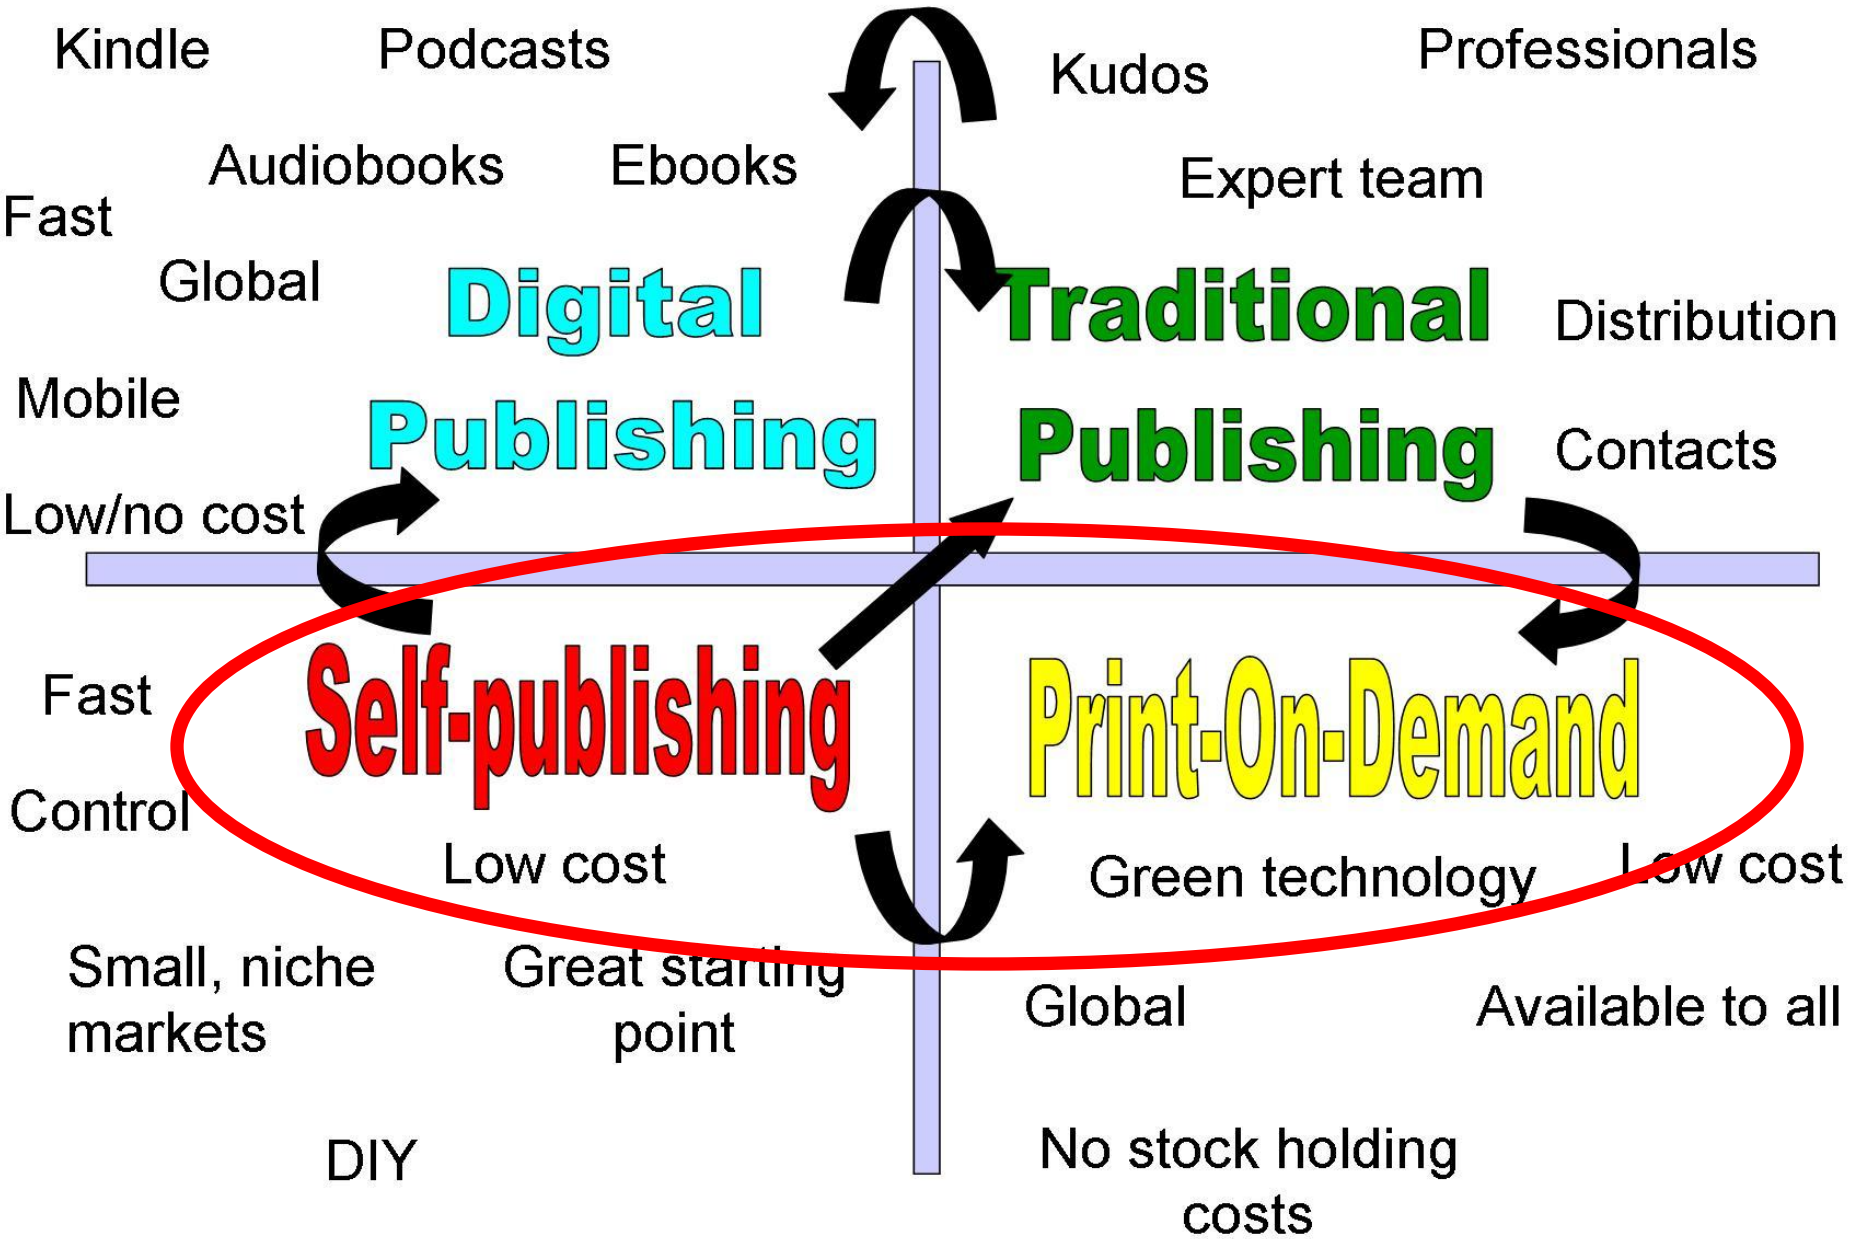 Kindle
Podcasts
Kudos
Professionals
Audiobooks
Ebooks
Expert team
Fast
Global
Digital
Publishing
Traditional
Publishing
Distribution
Mobile
Contacts
Low/no cost
Self-publishing
Print-On-Demand
Fast
Control
Low cost
Green technology
Low cost
Small, niche
markets
Great starting
point
Global
Available to all
DIY
No stock holding
costs